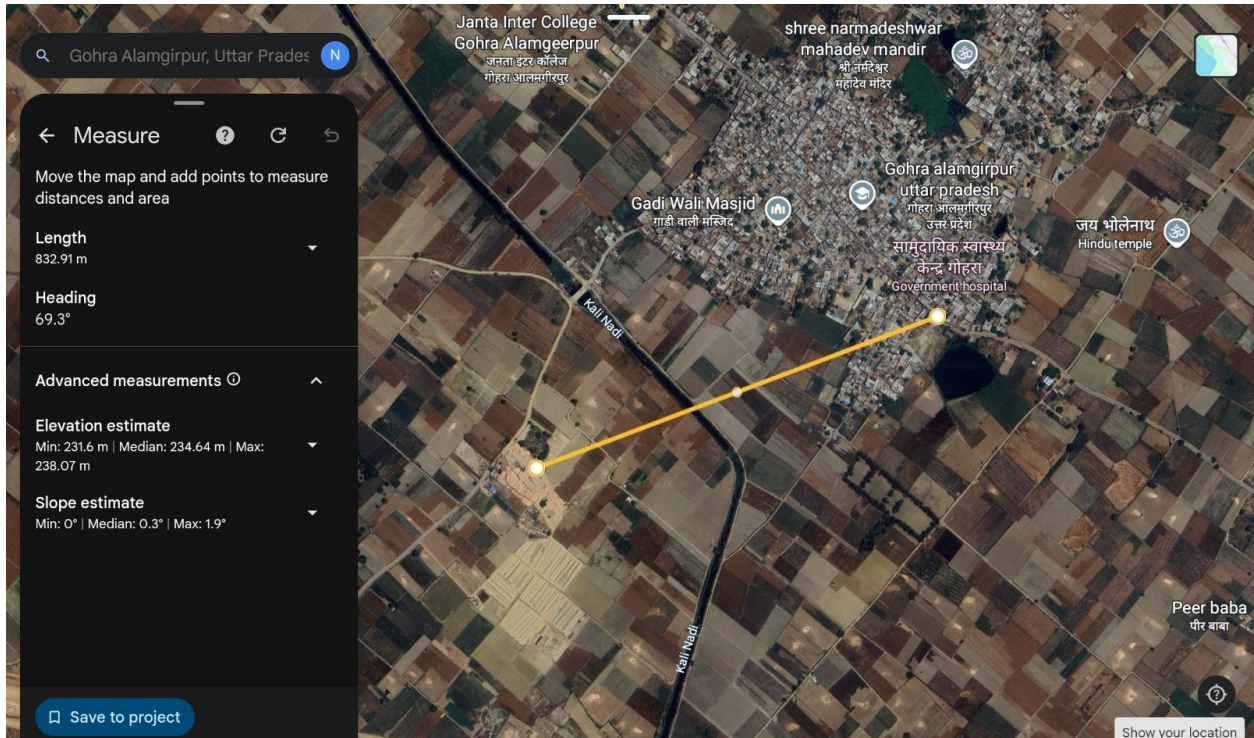 Gohra Alamgirpur, Uttar Prades
N
Measure
Move the map and add points to measure
distances and area
Length
832.91 m
Heading
69.3°
Advanced measurements
Elevation estimate
Min: 231.6 m | Median: 234.64 m | Max:
238.07 m
Slope estimate
Min: 0° | Median: 0.3° | Max: 1.9°
Save to project
Janta Inter College
Gohra Alamgeerpur
जनता इंटर कॉलेज
गोहरा आलमगीरपुर
shree narmadeshwar
mahadev mandir
श्री नर्मदेश्वर
महादेव मंदिर
Gadi Wali Masjid
गाड़ी वाली मस्जिद
Gohra alamgirpur
uttar pradesh
गोहरा आलमगीरपुर
उत्तर प्रदेश
सामुदायिक स्वास्थ्य
केन्द्र गोहरा
Government hospital
जय भोलेनाथ
Hindu temple
Kali Nadi
Kali Nadi
Peer baba
पीर बाबा
Show your location